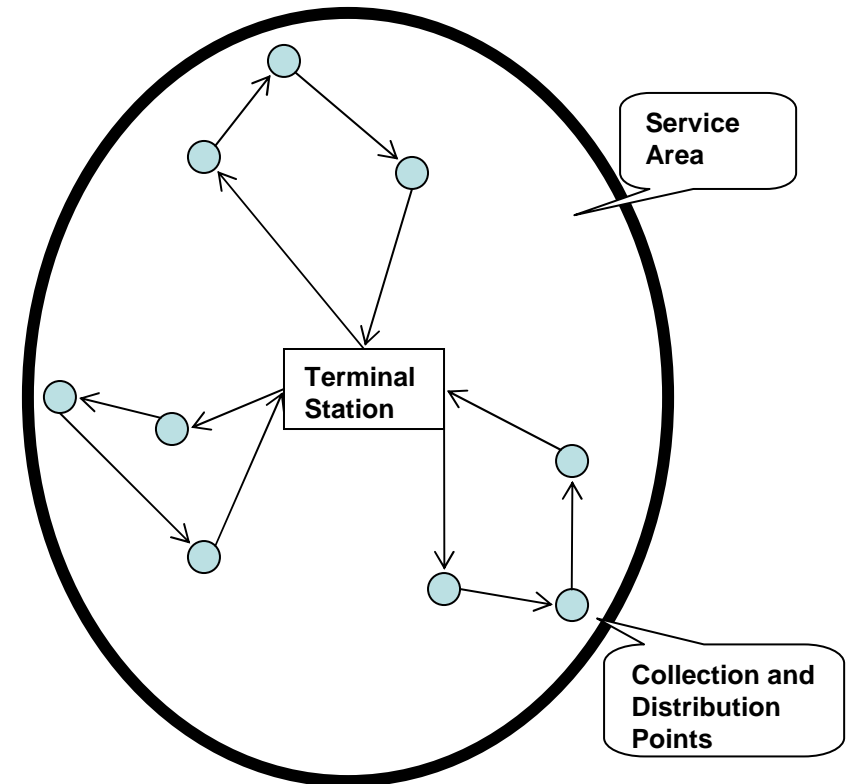 Service
Area
Terminal
Station
Collection and
Distribution
Points